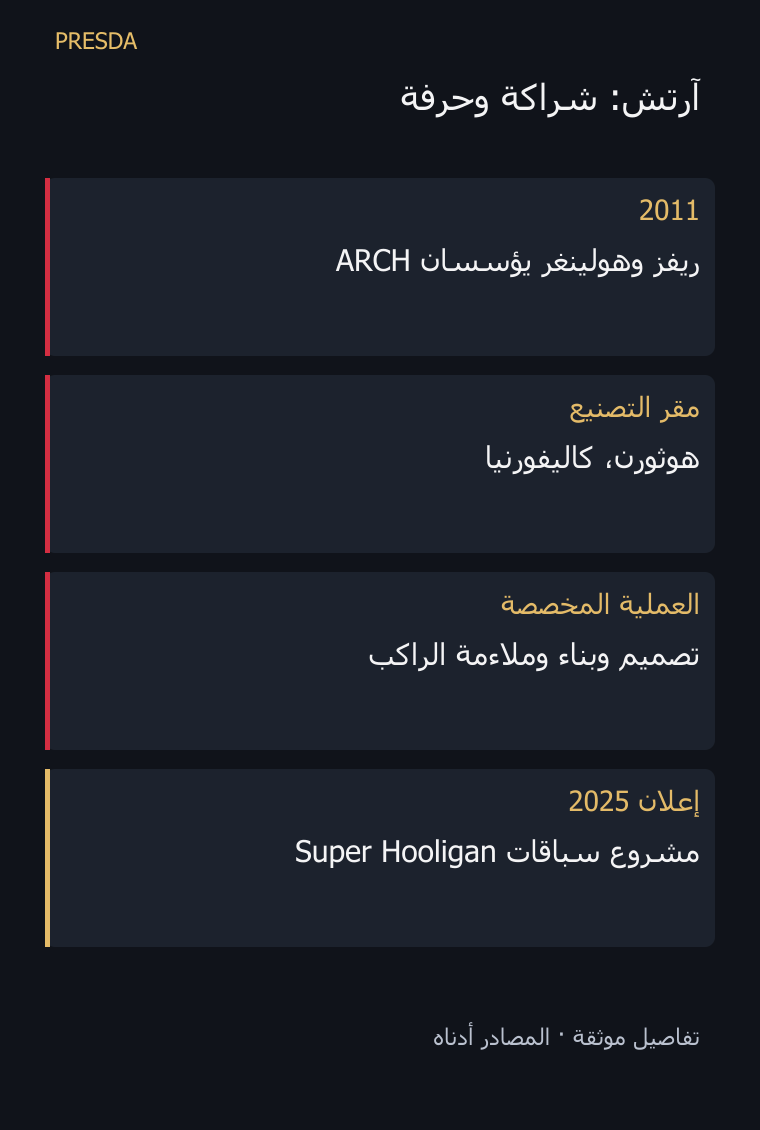 PRESDA
آرتش: شراكة وحرفة
2011
ريفز وهولينغر يؤسسان ARCH
مقر التصنيع
هوثورن، كاليفورنيا
العملية المخصصة
تصميم وبناء وملاءمة الراكب
إعلان 2025
مشروع سباقات Super Hooligan
تفاصيل موثقة · المصادر أدناه